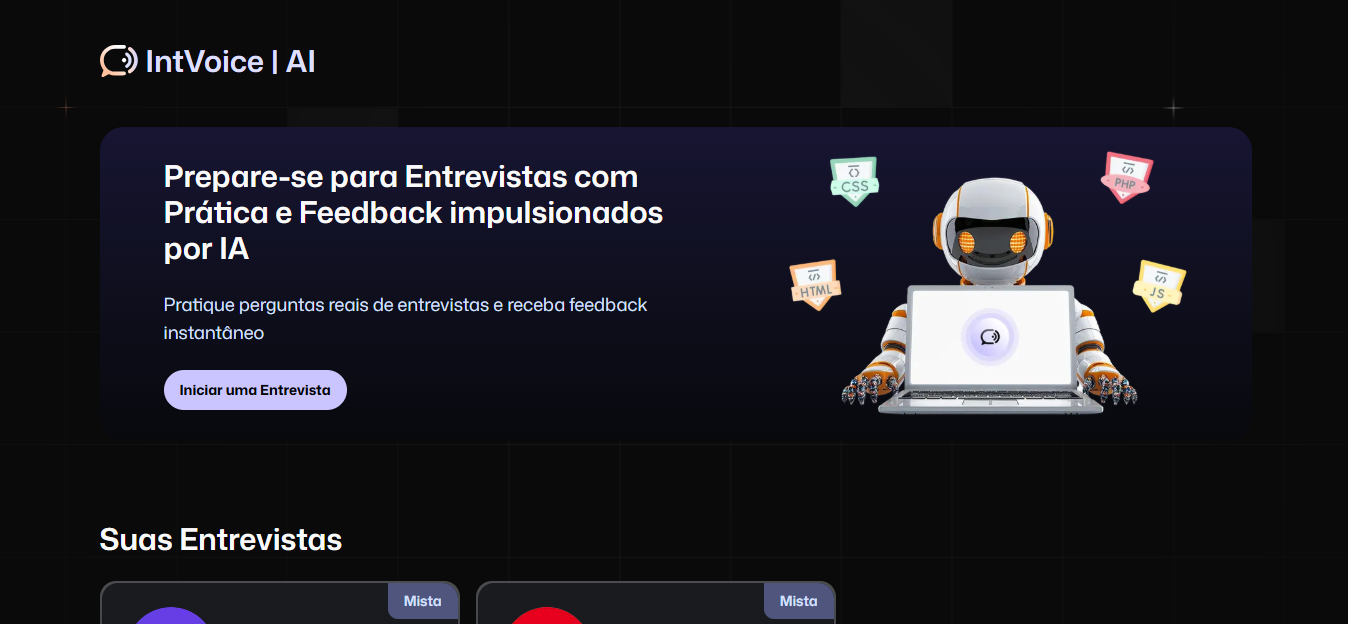 IntVoice | AI
Prepare-se para Entrevistas com
Prática e Feedback impulsionados
por IA
Pratique perguntas reais de entrevistas e receba feedback
instantâneo
Iniciar uma Entrevista
CSS
PHP
HTML
JS
Suas Entrevistas
Mista
Mista